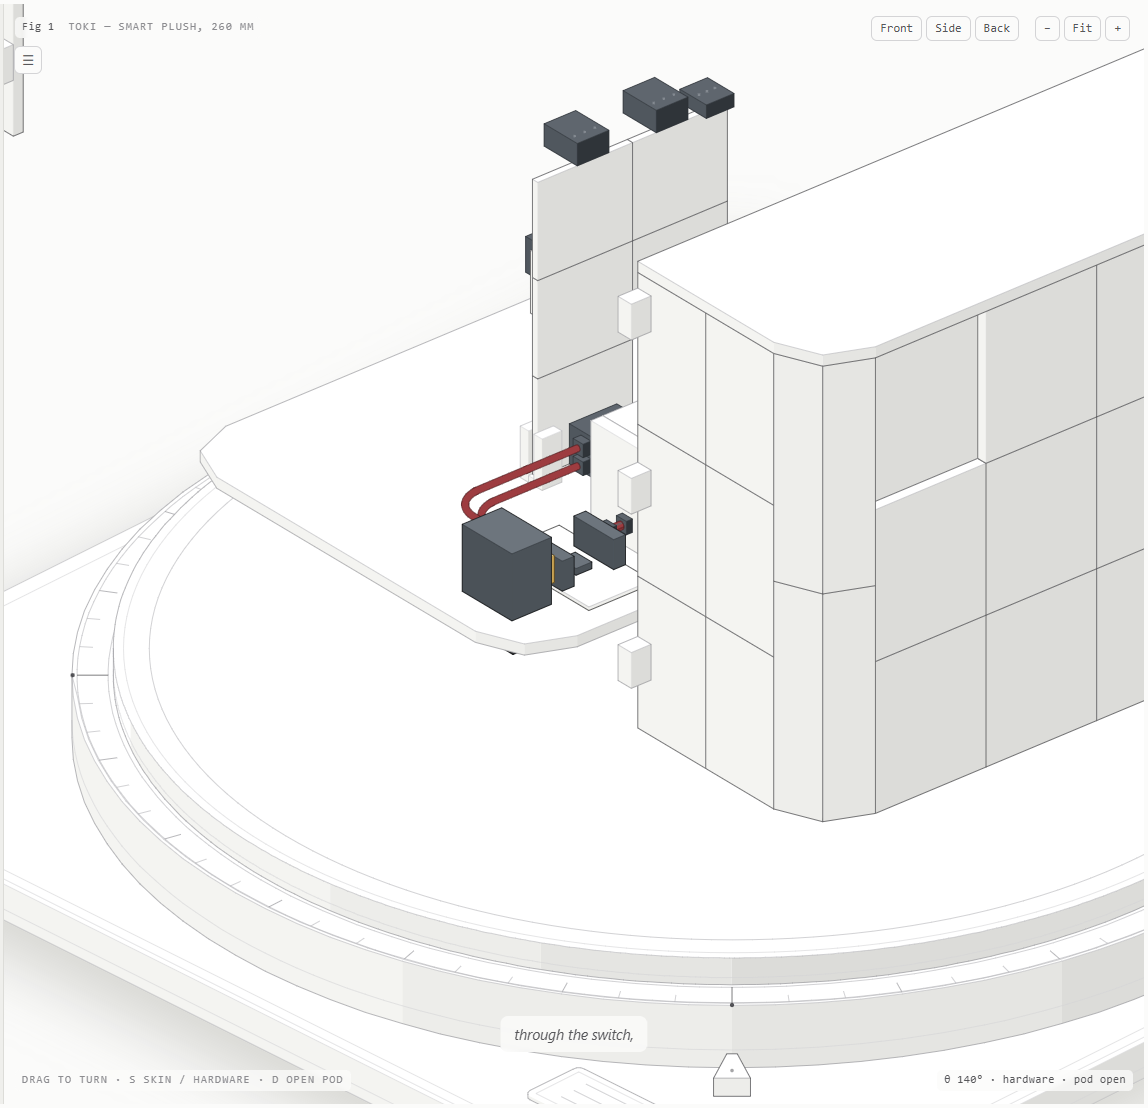 Fig 1 TOKI — SMART PLUSH, 260 MM
Front Side Back − Fit +
through the switch,
DRAG TO TURN · S SKIN / HARDWARE · D OPEN POD
θ 140° · hardware · pod open